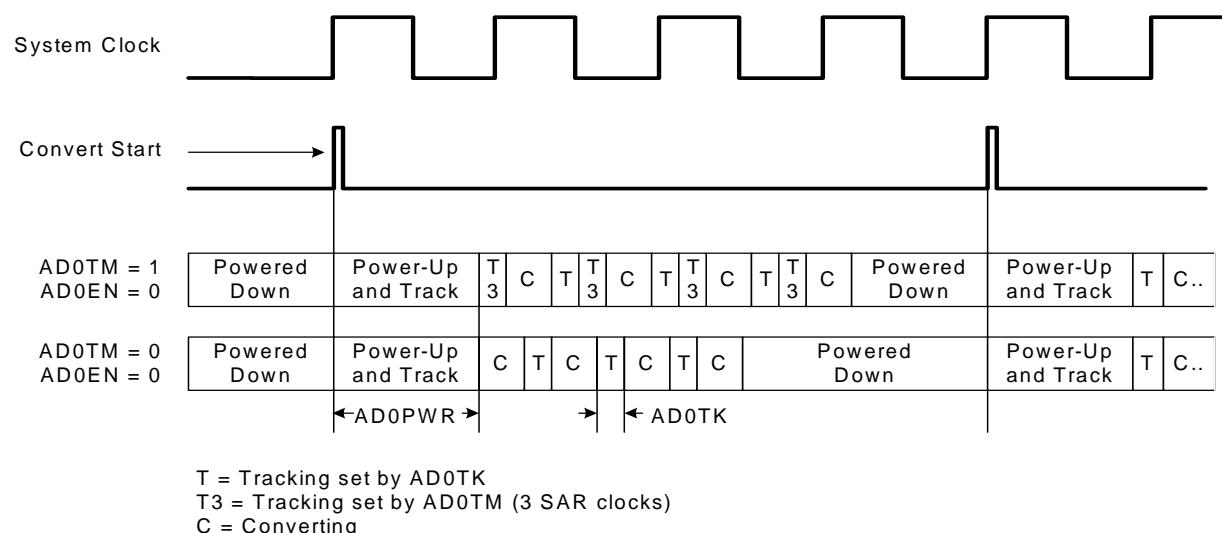 System Clock
Convert Start
AD0TM = 1
AD0EN = 0
Powered
Down
Power-Up
and Track
T
3
C
T
T
3
C
T
T
3
C
T
T
3
C
Powered
Down
Power-Up
and Track
T
C..
AD0TM = 0
AD0EN = 0
Powered
Down
Power-Up
and Track
C
T
C
T
C
T
C
Powered
Down
Power-Up
and Track
T
C..
AD0PWR
AD0TK
T = Tracking set by AD0TK
T3 = Tracking set by AD0TM (3 SAR clocks)
C = Converting